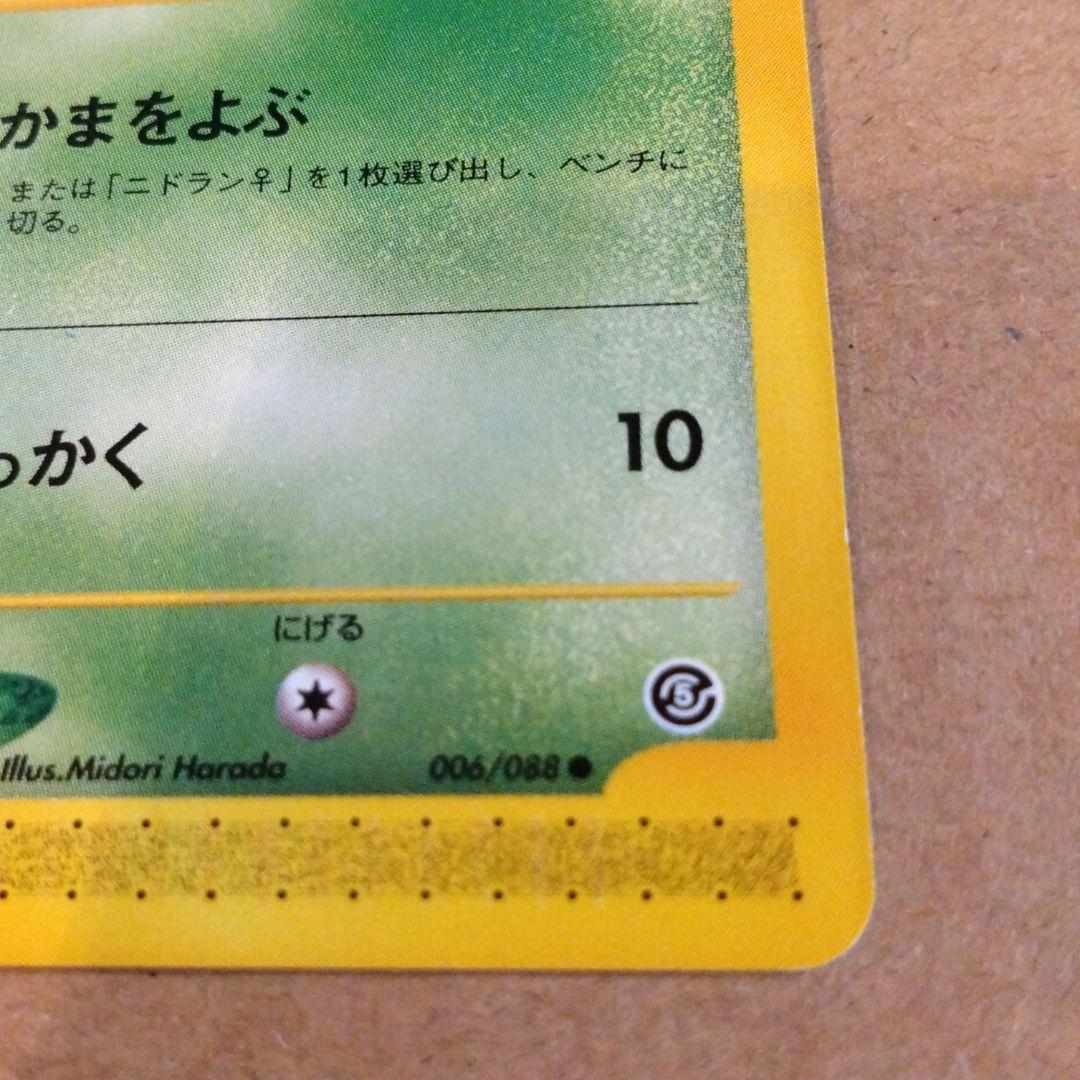 かまをよぶ
または「ニドラン♀」を1枚選び出し、ベンチに
切る。
っかく 10
にげる
5
Illus.Midori Harada 006/088 ●